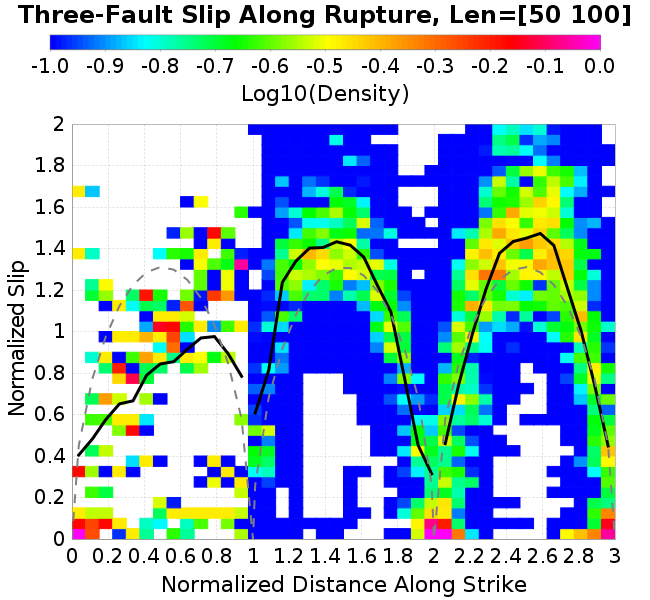 Three-Fault Slip Along Rupture, Len=[50 100]
-1.0 -0.9 -0.8 -0.7 -0.6 -0.5 -0.4 -0.3 -0.2 -0.1 0.0
Log10(Density)
2
1.8
1.6
1.4
1.2
1
0.8
0.6
0.4
0.2
0
Normalized Slip
0 0.2 0.4 0.6 0.8 1 1.2 1.4 1.6 1.8 2 2.2 2.4 2.6 2.8 3
Normalized Distance Along Strike